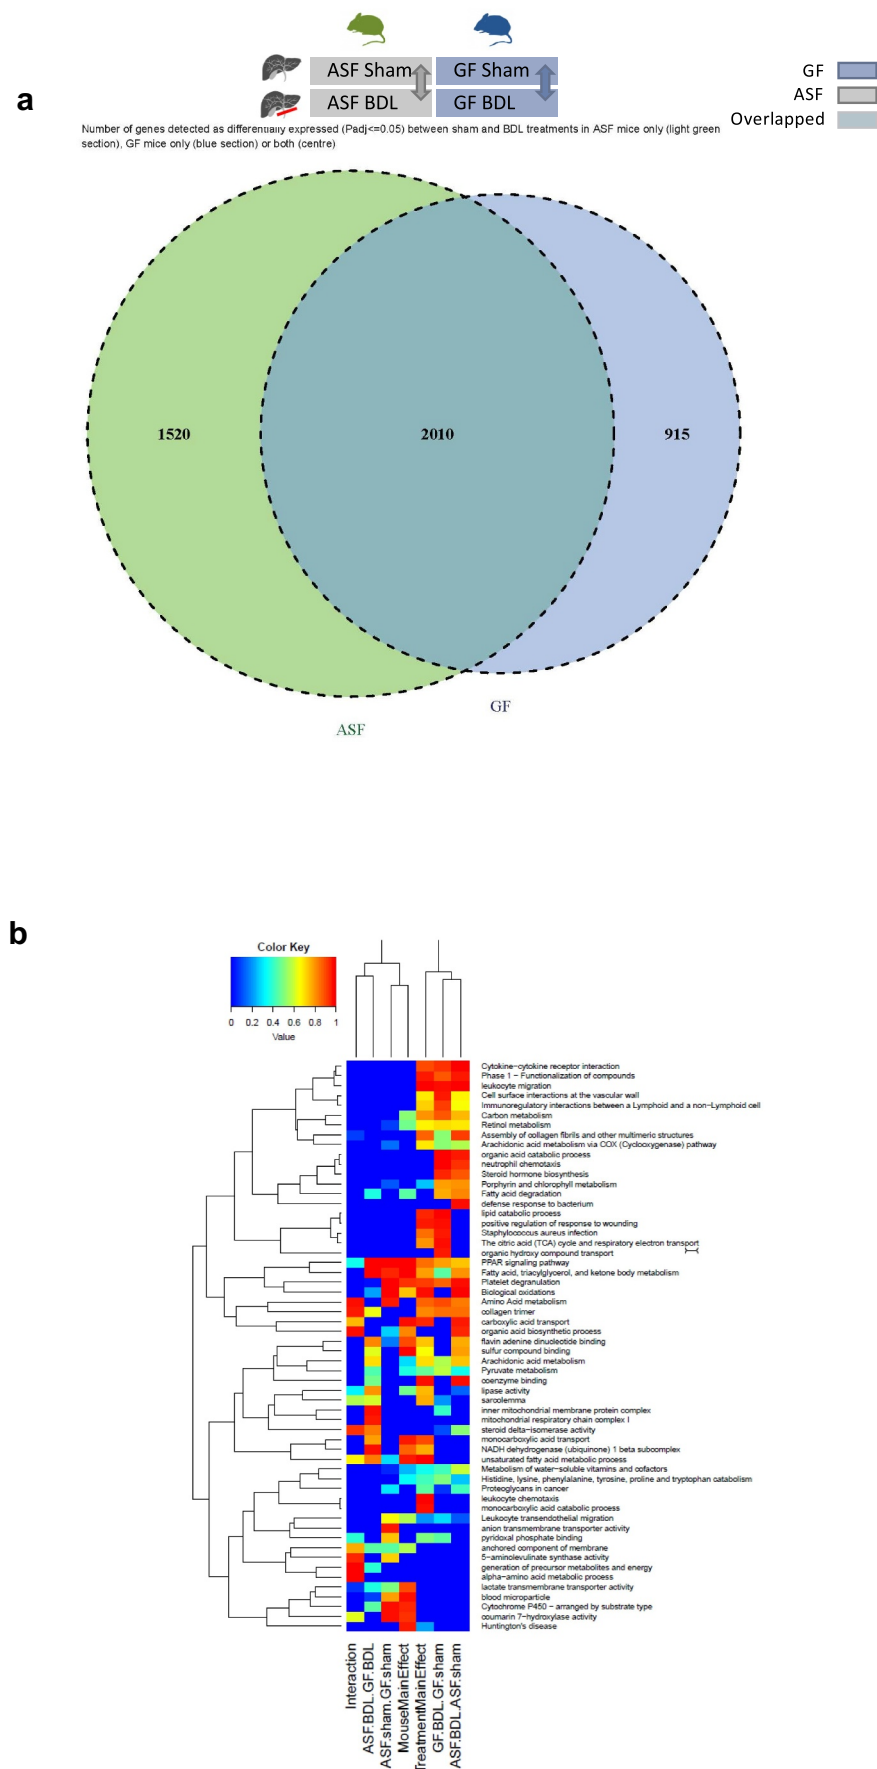 a
ASF Sham
GF Sham
ASF BDL
GF BDL
GF
ASF
Overlapped
Number of genes detected as differentially expressed (Padj<=0.05) between sham and BDL treatments in ASF mice only (light green
section), GF mice only (blue section) or both (centre)
1520
2010
915
GF
ASF
b
Color Key
0 0.2 0.4 0.6 0.8 1
Value
Cytokine−cytokine receptor interaction
Phase 1 − Functionalization of compounds
leukocyte migration
Cell surface interactions at the vascular wall
Immunoregulatory interactions between a Lymphoid and a non−Lymphoid cell
Carbon metabolism
Retinol metabolism
Assembly of collagen fibrils and other multimeric structures
Arachidonic acid metabolism via COX (Cyclooxygenase) pathway
organic acid catabolic process
neutrophil chemotaxis
Steroid hormone biosynthesis
Porphyrin and chlorophyll metabolism
Fatty acid degradation
defense response to bacterium
lipid catabolic process
positive regulation of response to wounding
Staphylococcus aureus infection
The citric acid (TCA) cycle and respiratory electron transport
organic hydroxy compound transport
PPAR signaling pathway
Fatty acid, triacylglycerol, and ketone body metabolism
Platelet degranulation
Biological oxidations
Amino Acid metabolism
collagen trimer
carboxylic acid transport
organic acid biosynthetic process
flavin adenine dinucleotide binding
sulfur compound binding
Arachidonic acid metabolism
Pyruvate metabolism
coenzyme binding
lipase activity
sarcolemma
inner mitochondrial membrane protein complex
mitochondrial respiratory chain complex I
steroid delta−isomerase activity
monocarboxylic acid transport
NADH dehydrogenase (ubiquinone) 1 beta subcomplex
unsaturated fatty acid metabolic process
Metabolism of water−soluble vitamins and cofactors
Histidine, lysine, phenylalanine, tyrosine, proline and tryptophan catabolism
Proteoglycans in cancer
leukocyte chemotaxis
monocarboxylic acid catabolic process
Leukocyte transendothelial migration
anion transmembrane transporter activity
pyridoxal phosphate binding
anchored component of membrane
5−aminolevulinate synthase activity
generation of precursor metabolites and energy
alpha−amino acid metabolic process
lactate transmembrane transporter activity
blood microparticle
Cytochrome P450 − arranged by substrate type
coumarin 7−hydroxylase activity
Huntington's disease
Interaction
ASF.BDL.GF.BDL
ASF.sham.GF.sham
MouseMainEffect
TreatmentMainEffect
GF.BDL.GF.sham
ASF.BDL.ASF.sham